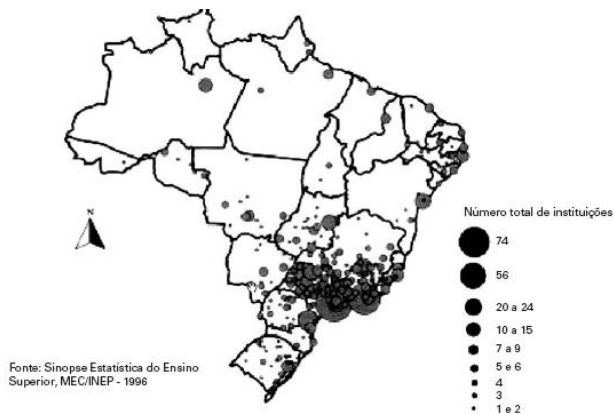 N
Número total de instituições
74
56
20 a 24
10 a 15
7 a 9
5 e 6
4
3
1 e 2
Fonte: Sinopse Estatística do Ensino
Superior, MEC/INEP - 1996